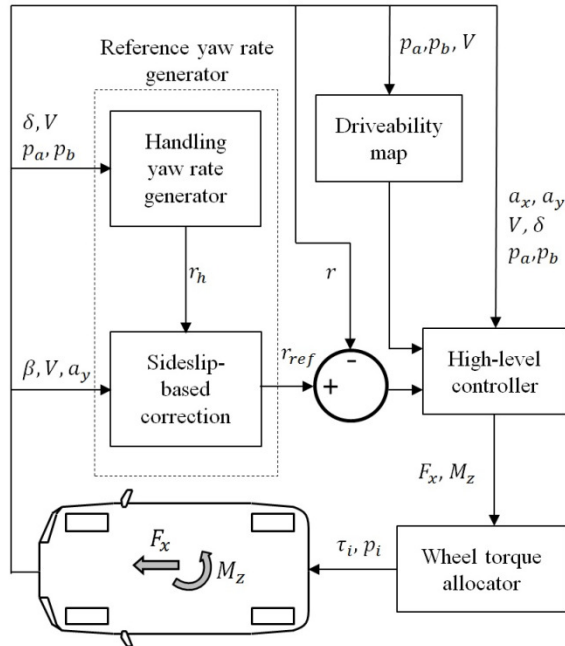 Reference yaw rate
generator
p_a, p_b, V
δ, V
p_a, p_b
Handling
yaw rate
generator
Driveability
map
a_x, a_y
V, δ
p_a, p_b
r_h
r
β, V, a_y
Sideslip-
based
correction
r_ref
+
-
High-level
controller
F_x, M_z
F_x
M_z
τ_i, p_i
Wheel torque
allocator